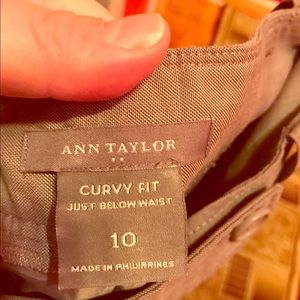 ANN TAYLOR
CURVY FIT
JUST BELOW WAIST
10
MADE IN PHILIPPINES